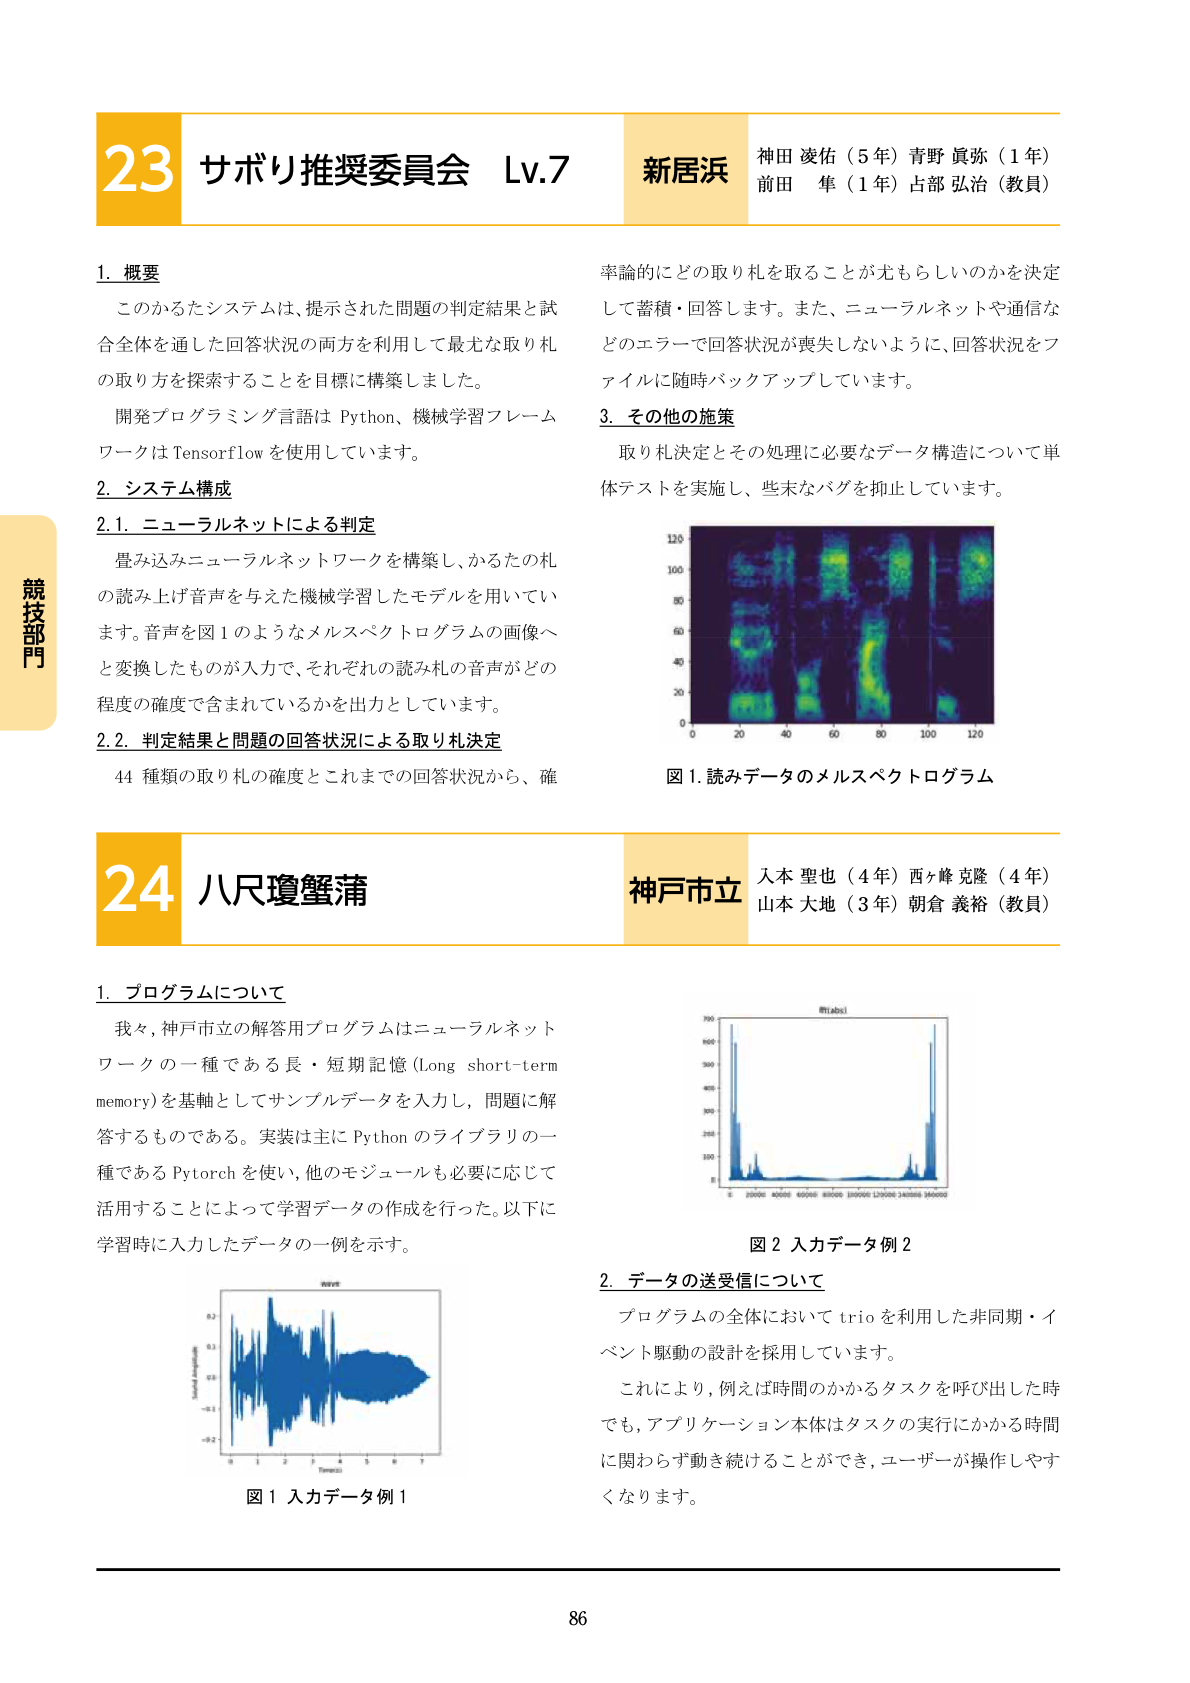 23
サボり推奨委員会　Lv.7
新居浜
神田 凌佑（５年）青野 眞弥（１年）
前田　隼（１年）占部 弘治（教員）
1. 概要
このかるたシステムは、提示された問題の判定結果と試
合全体を通した回答状況の両方を利用して最尤な取り札
の取り方を探索することを目標に構築しました。
開発プログラミング言語は Python、機械学習フレーム
ワークは Tensorflow を使用しています。
2. システム構成
2.1. ニューラルネットによる判定
畳み込みニューラルネットワークを構築し、かるたの札
の読み上げ音声を与えた機械学習したモデルを用いてい
ます。音声を図１のようなメルスペクトログラムの画像へ
と変換したものが入力で、それぞれの読み札の音声がどの
程度の確度で含まれているかを出力としています。
2.2. 判定結果と問題の回答状況による取り札決定
44 種類の取り札の確度とこれまでの回答状況から、確
率論的にどの取り札を取ることが尤もらしいのかを決定
して蓄積・回答します。また、ニューラルネットや通信な
どのエラーで回答状況が喪失しないように、回答状況をフ
ァイルに随時バックアップしています。
3. その他の施策
取り札決定とその処理に必要なデータ構造について単
体テストを実施し、些末なバグを抑止しています。
120
100
80
60
40
20
0
0 20 40 60 80 100 120
図 1. 読みデータのメルスペクトログラム
競技部門
24
八尺瓊蟹蒲
神戸市立
入本 聖也（４年）西ヶ峰 克隆（４年）
山本 大地（３年）朝倉 義裕（教員）
1. プログラムについて
我々，神戸市立の解答用プログラムはニューラルネット
ワークの一種である長・短期記憶(Long short-term
memory)を基軸としてサンプルデータを入力し，問題に解
答するものである。実装は主に Python のライブラリの一
種である Pytorch を使い，他のモジュールも必要に応じて
活用することによって学習データの作成を行った。以下に
学習時に入力したデータの一例を示す。
wave
Sound Amplitude
0.2
0.1
0.0
−0.1
−0.2
0 1 2 3 4 5 6 7
Time(s)
図 1 入力データ例 1
fft(abs)
700
600
500
400
300
200
100
0
0 20000 40000 60000 80000 100000 120000 140000 160000
図 2 入力データ例 2
2. データの送受信について
プログラムの全体において trio を利用した非同期・イ
ベント駆動の設計を採用しています。
これにより，例えば時間のかかるタスクを呼び出した時
でも，アプリケーション本体はタスクの実行にかかる時間
に関わらず動き続けることができ，ユーザーが操作しやす
くなります。
86